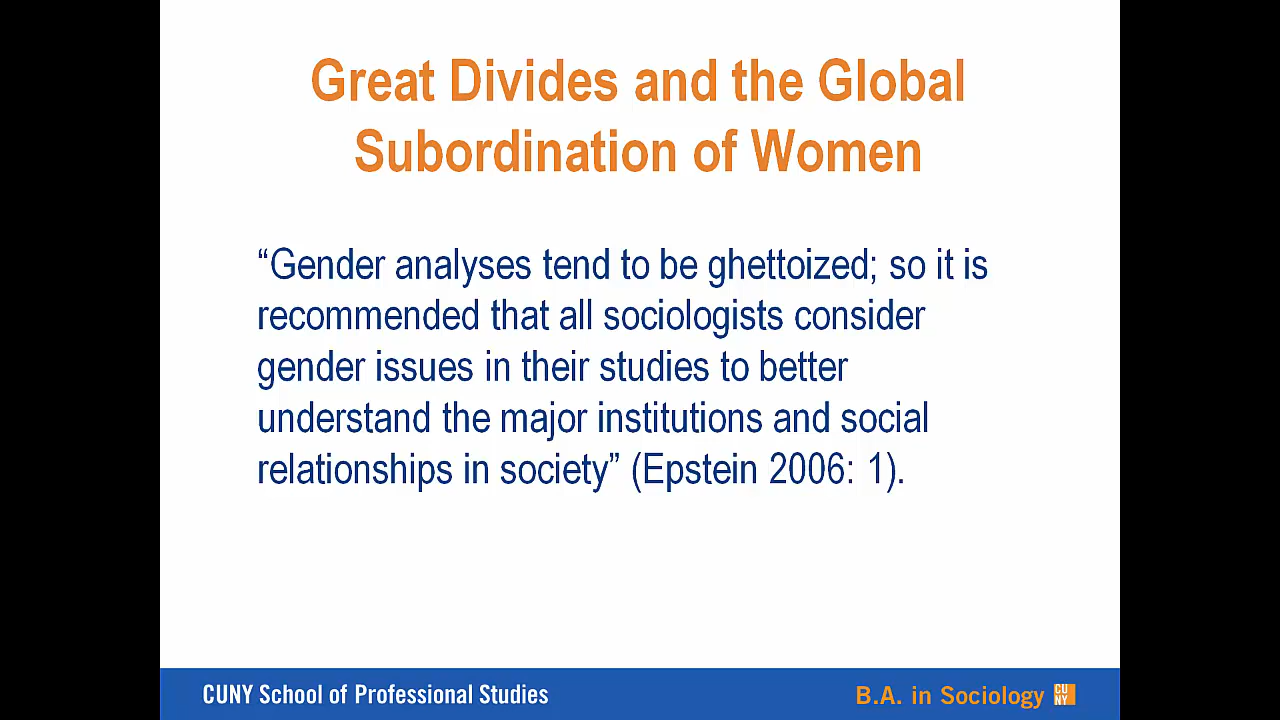 Great Divides and the Global
Subordination of Women
“Gender analyses tend to be ghettoized; so it is
recommended that all sociologists consider
gender issues in their studies to better
understand the major institutions and social
relationships in society” (Epstein 2006: 1).
CUNY School of Professional Studies
B.A. in Sociology
CU
NY